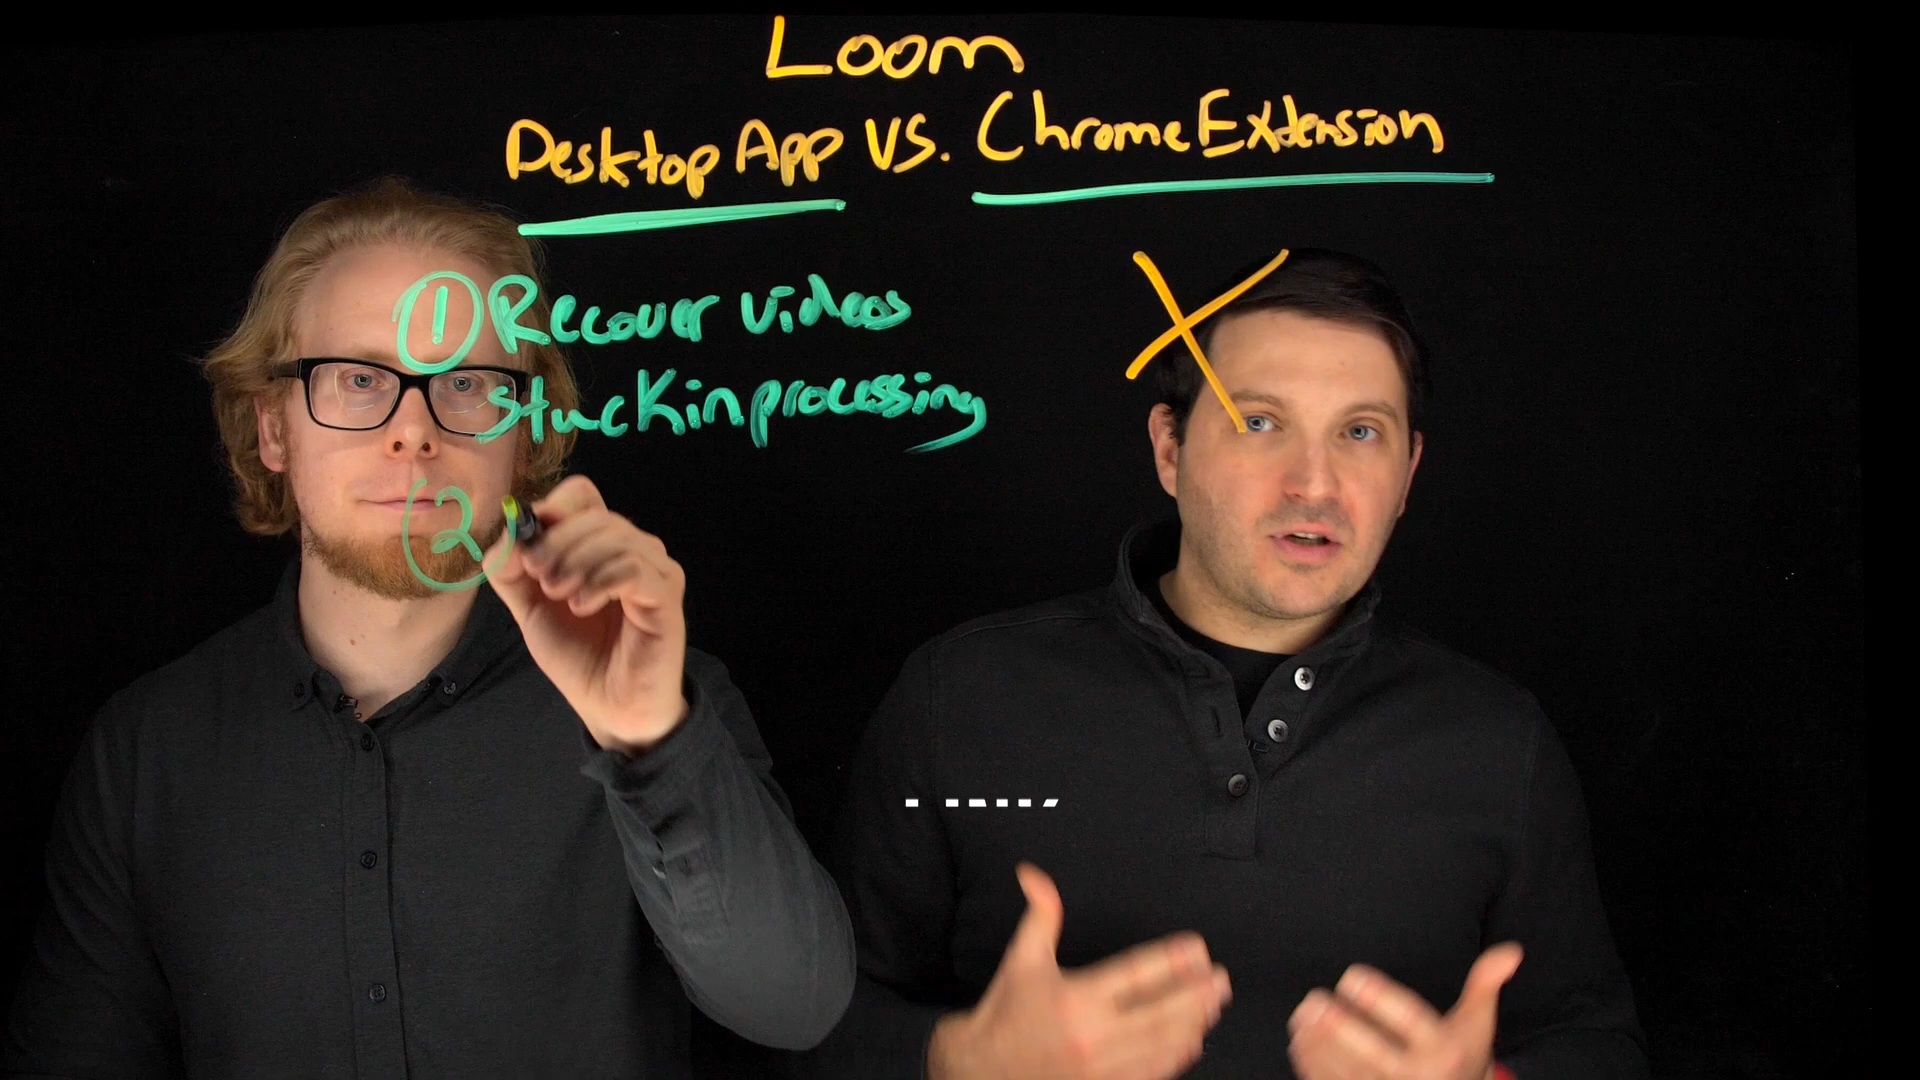 Loom
Desktop App VS. Chrome Extension
1 Recover videos X
stuck in processing
2